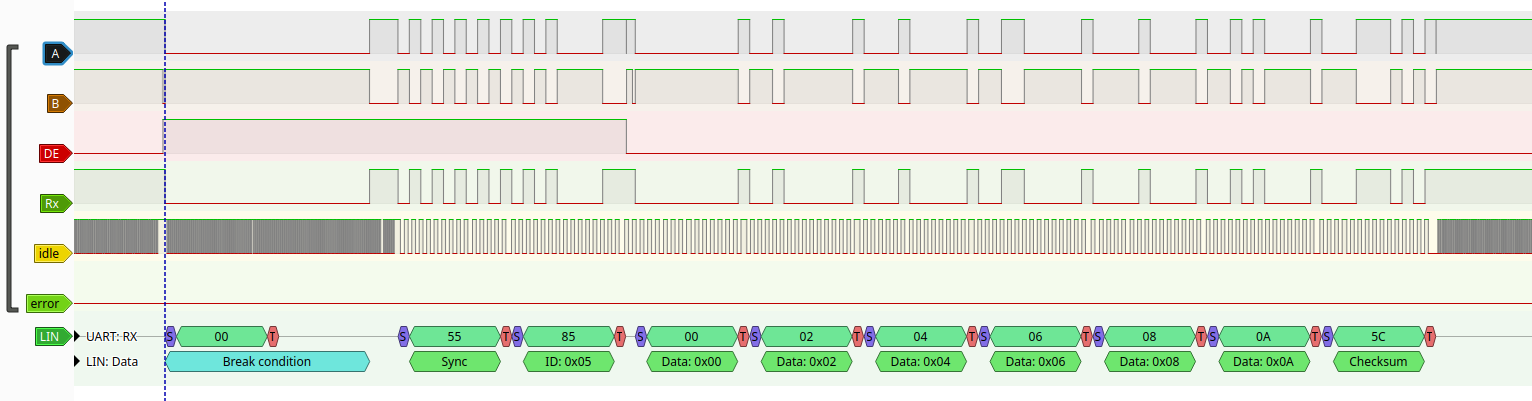 A
B
DE
Rx
idle
error
LIN UART: RX S 00 T S 55 T S 85 T S 00 T S 02 T S 04 T S 06 T S 08 T S 0A T S 5C T
LIN: Data Break condition Sync ID: 0x05 Data: 0x00 Data: 0x02 Data: 0x04 Data: 0x06 Data: 0x08 Data: 0x0A Checksum